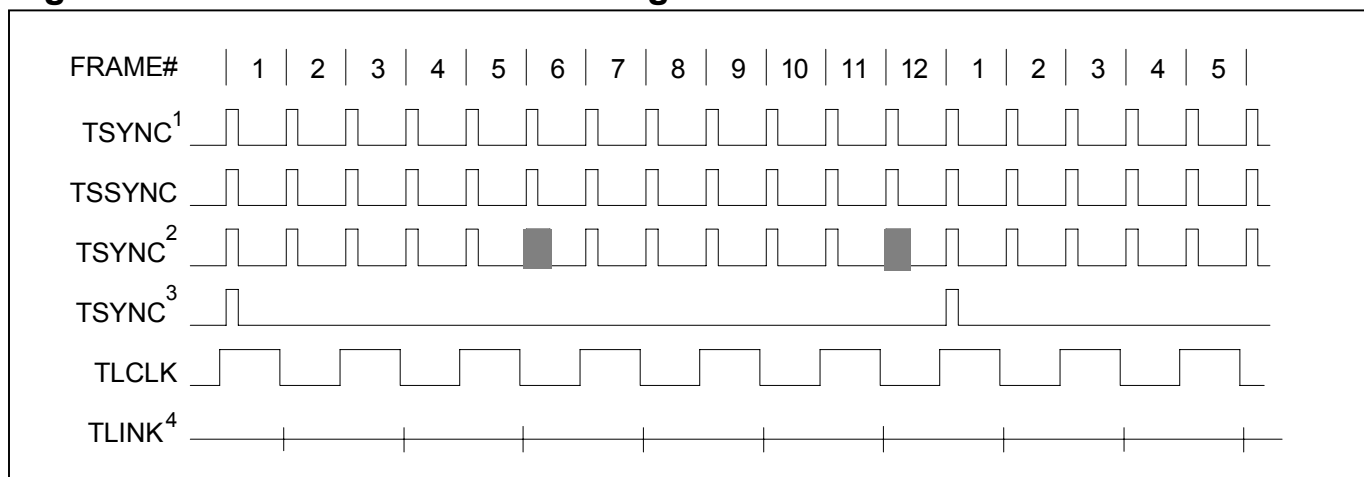 FRAME# 1 2 3 4 5 6 7 8 9 10 11 12 1 2 3 4 5
TSYNC1
TSSYNC
TSYNC2
TSYNC3
TLCLK
TLINK4